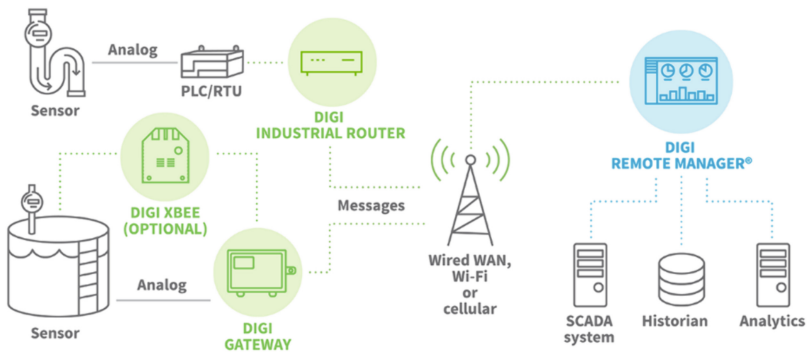 Analog
Sensor
PLC/RTU
DIGI
INDUSTRIAL ROUTER
DIGI
REMOTE MANAGER®
DIGI XBEE
(OPTIONAL)
Messages
Analog
Sensor
DIGI
GATEWAY
Wired WAN,
Wi-Fi
or
cellular
SCADA
system
Historian
Analytics